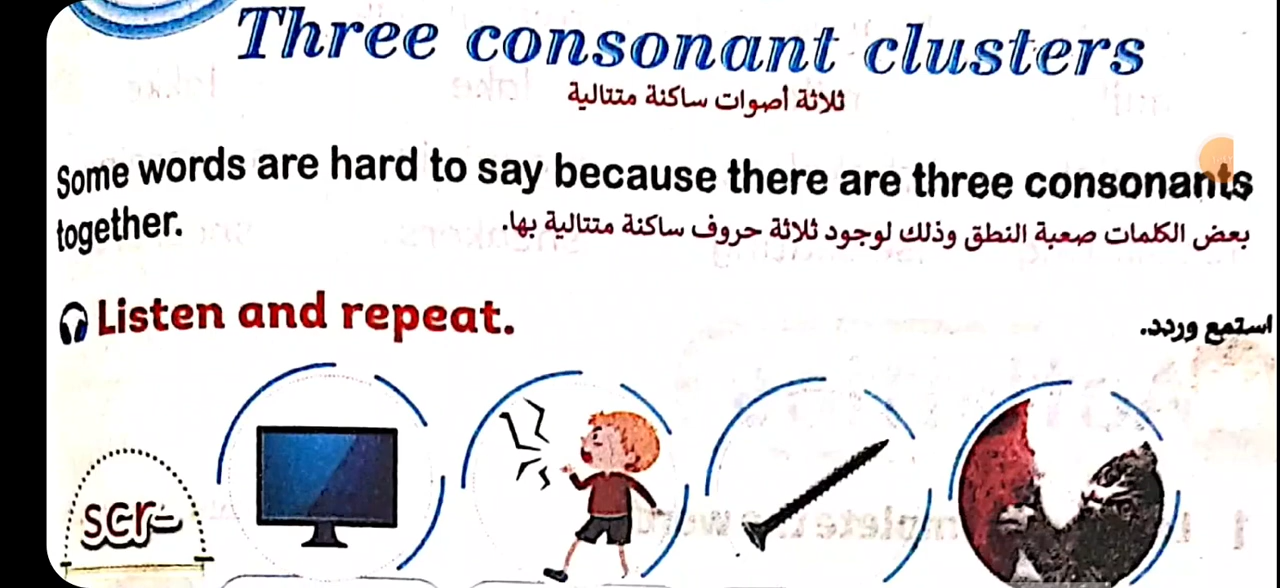 Three consonant clusters
ثلاثة أصوات ساكنة متتالية
Some words are hard to say because there are three consonants
together.
بعض الكلمات صعبة النطق وذلك لوجود ثلاثة حروف ساكنة متتالية بها.
Listen and repeat.
استمع وردد.
scr-